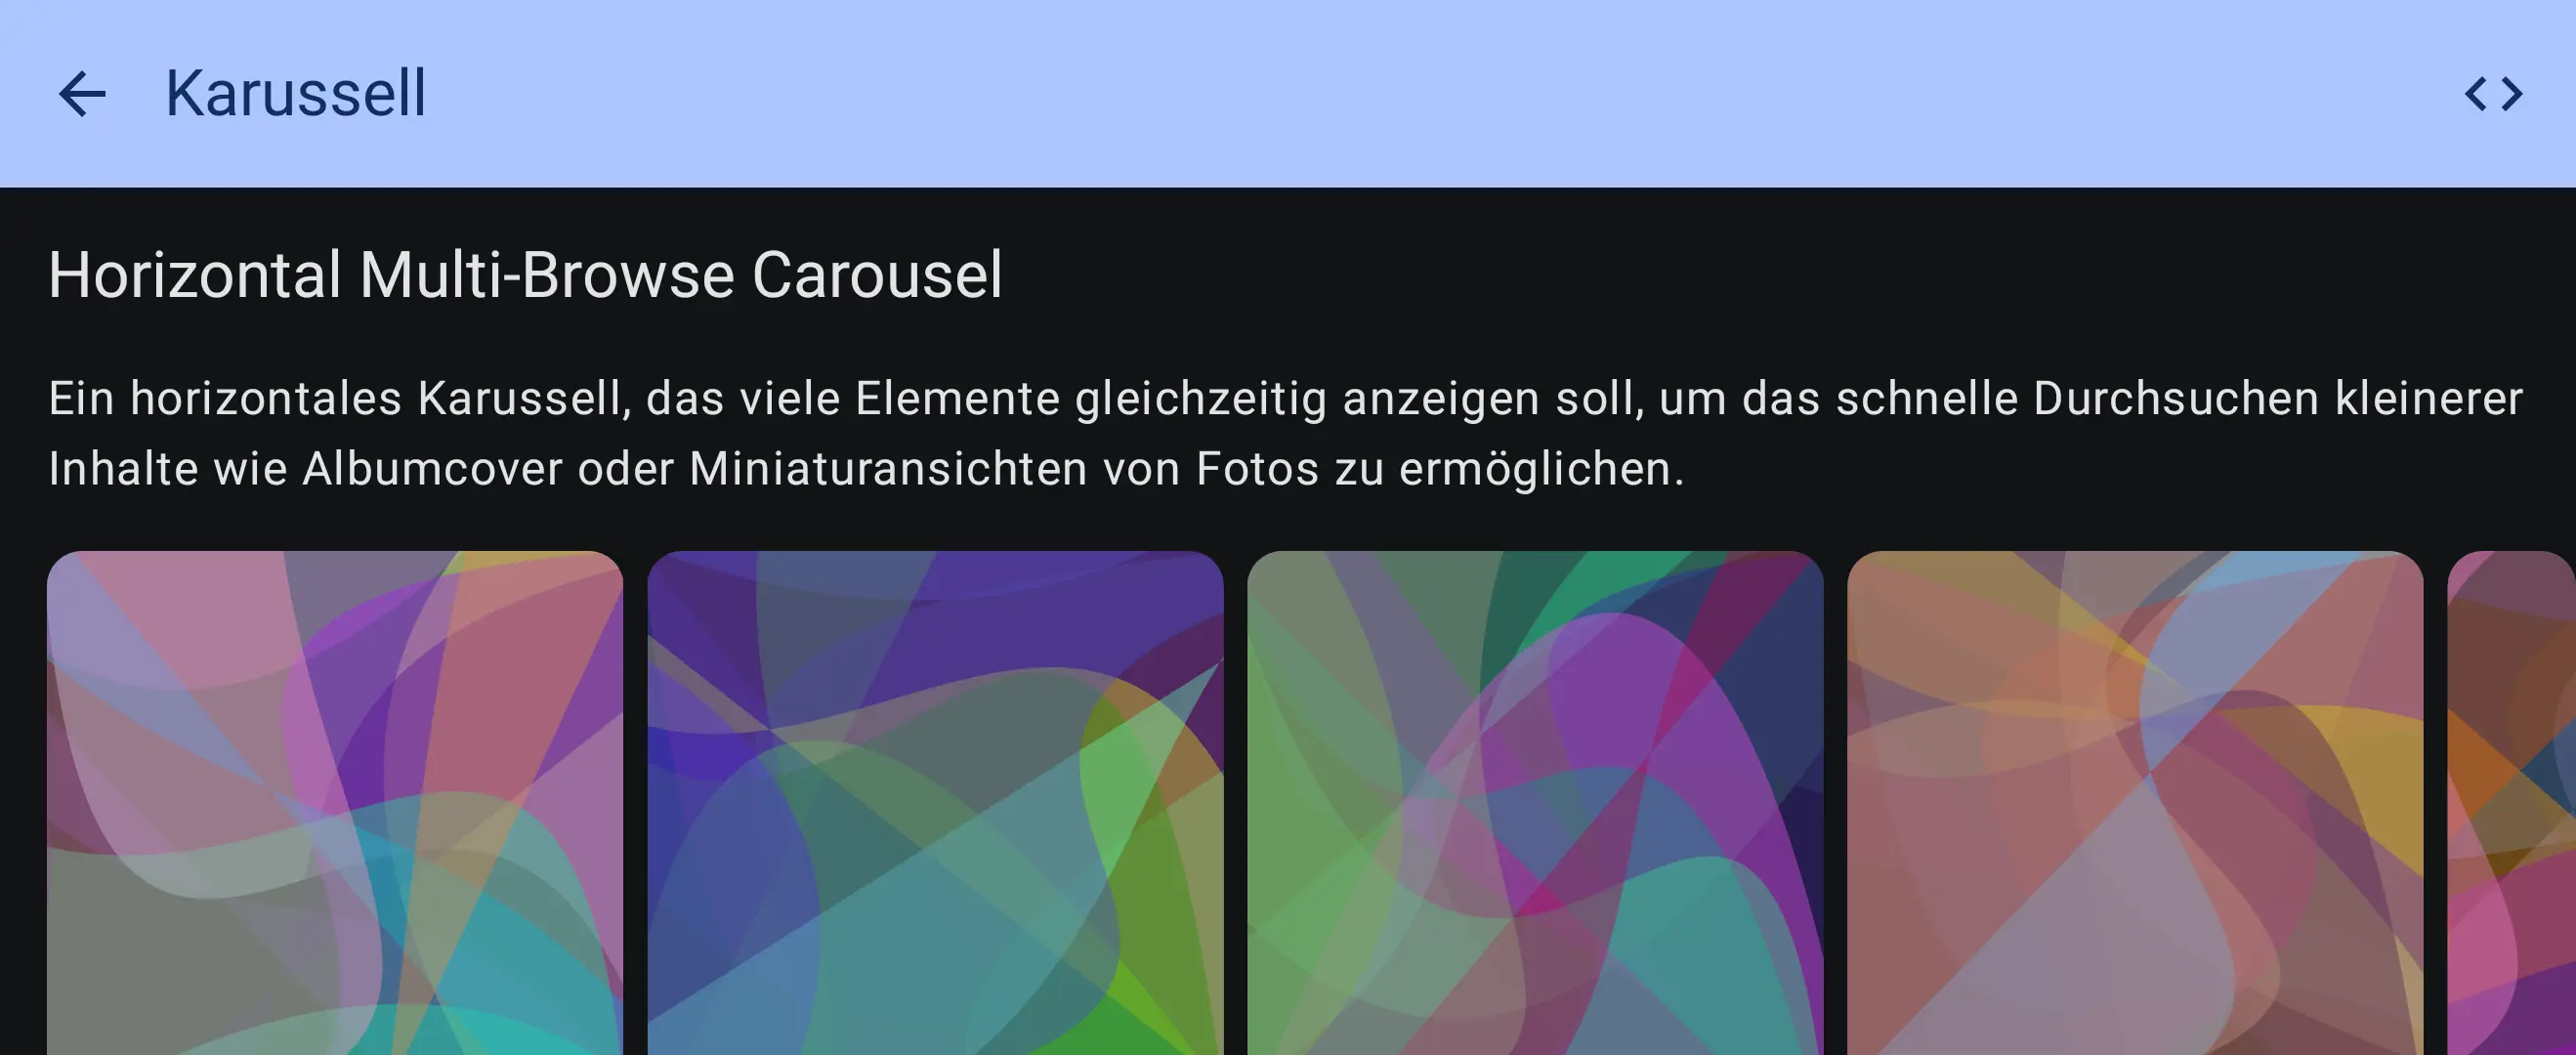 Karussell
Horizontal Multi-Browse Carousel
Ein horizontales Karussell, das viele Elemente gleichzeitig anzeigen soll, um das schnelle Durchsuchen kleinerer
Inhalte wie Albumcover oder Miniaturansichten von Fotos zu ermöglichen.